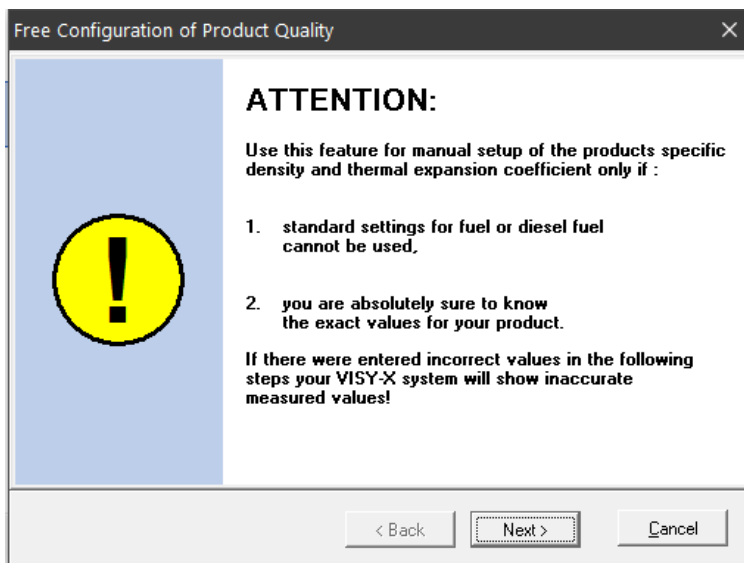 Free Configuration of Product Quality
ATTENTION:
Use this feature for manual setup of the products specific
density and thermal expansion coefficient only if :
1. standard settings for fuel or diesel fuel
cannot be used,
2. you are absolutely sure to know
the exact values for your product.
If there were entered incorrect values in the following
steps your VISY-X system will show inaccurate
measured values!
< Back
Next >
Cancel